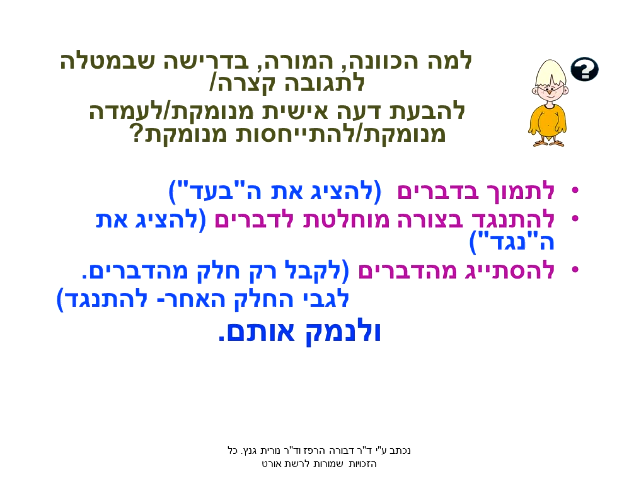 למה הכוונה, המורה, בדרישה שבמטלה
לתגובה קצרה/
להבעת דעה אישית מנומקת/לעמדה
מנומקת/להתייחסות מנומקת?
?
• לתמוך בדברים (להציג את ה"בעד")
• להתנגד בצורה מוחלטת לדברים (להציג את
ה"נגד")
• להסתייג מהדברים (לקבל רק חלק מהדברים.
לגבי החלק האחר- להתנגד)
ולנמק אותם.
נכתב ע"י ד"ר דבורה הרפז וד"ר נורית גנץ. כל
הזכויות שמורות לרשת אורט